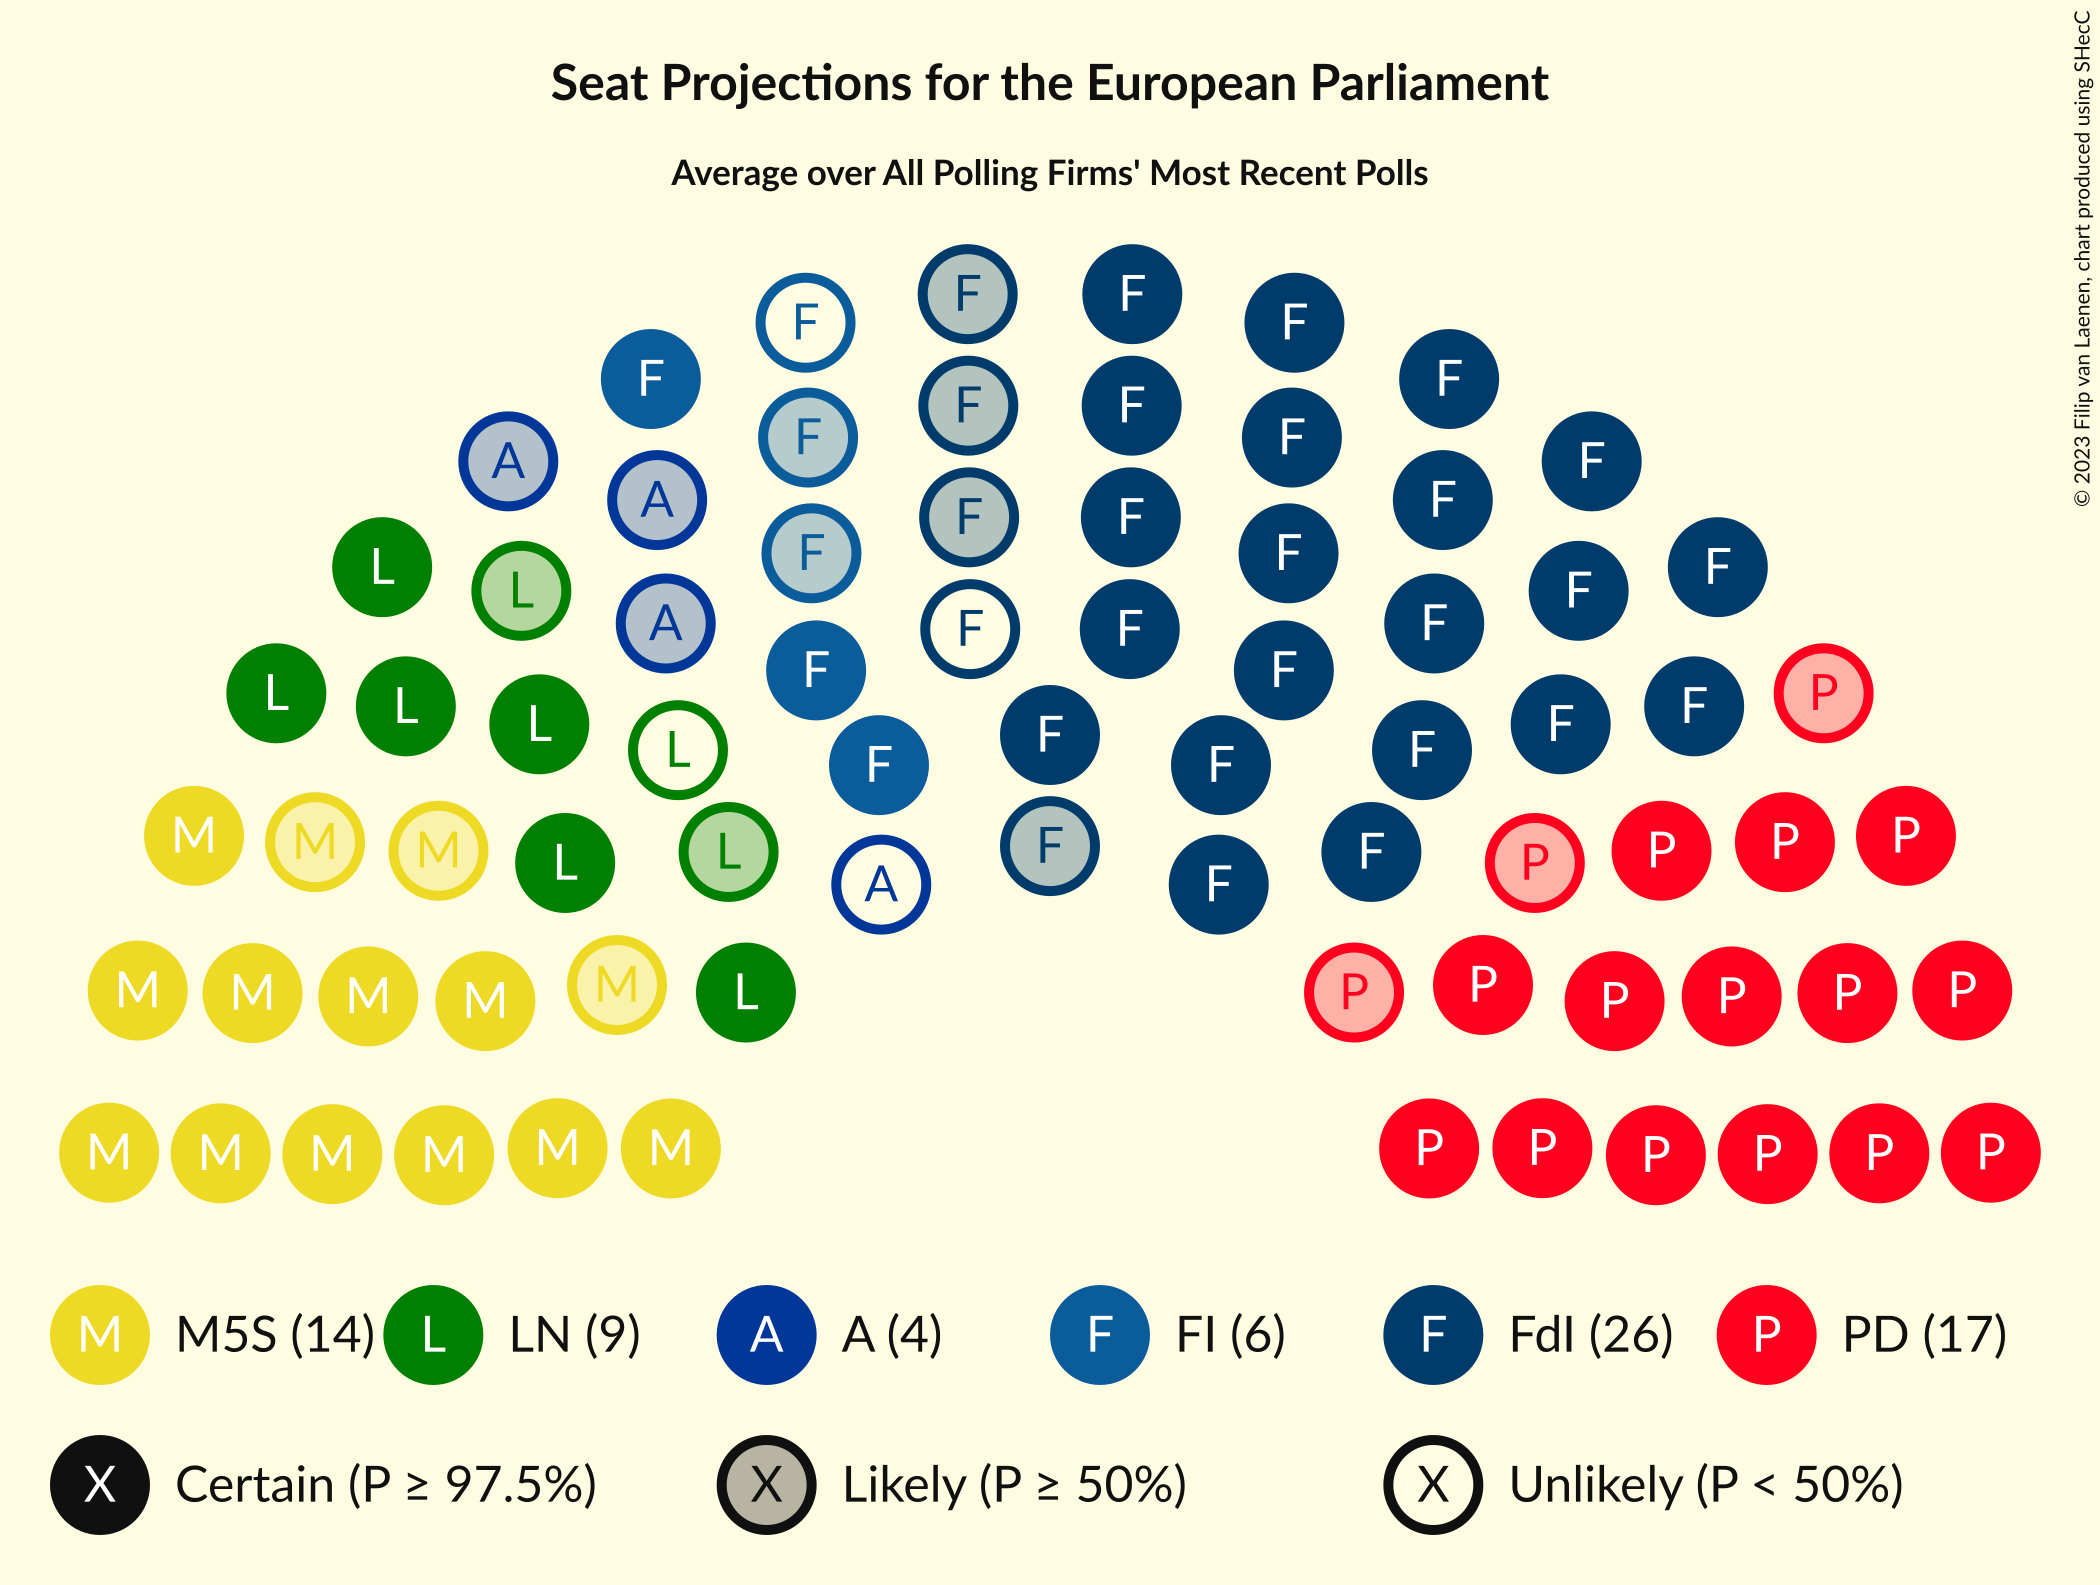 Seat Projections for the European Parliament
Average over All Polling Firms' Most Recent Polls
© 2023 Filip van Laenen, chart produced using SHecC
F F
F F F F
F F
F F
F F
A A
F F
A F
F F F F
L L
A F
F F
F F
L L L
L F
F F
F F
F F F P
F F F
M M M
L L
A F F F
P P P P
M M M M M L
P P P P P P
M M M M M M
P P P P P P
M M5S (14) L LN (9) A A (4) F FI (6) F FdI (26) P PD (17)
X Certain (P ≥ 97.5%) X Likely (P ≥ 50%) X Unlikely (P < 50%)